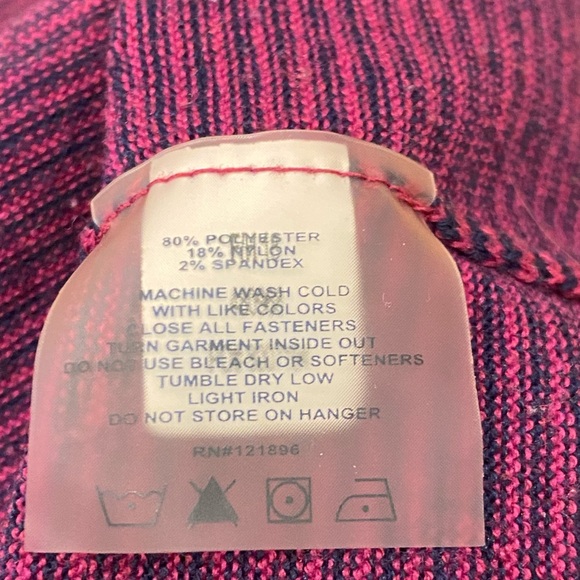 80% POLYESTER
18% NYLON
2% SPANDEX
MACHINE WASH COLD
WITH LIKE COLORS
CLOSE ALL FASTENERS
TURN GARMENT INSIDE OUT
DO NOT USE BLEACH OR SOFTENERS
TUMBLE DRY LOW
LIGHT IRON
DO NOT STORE ON HANGER
RN#121896